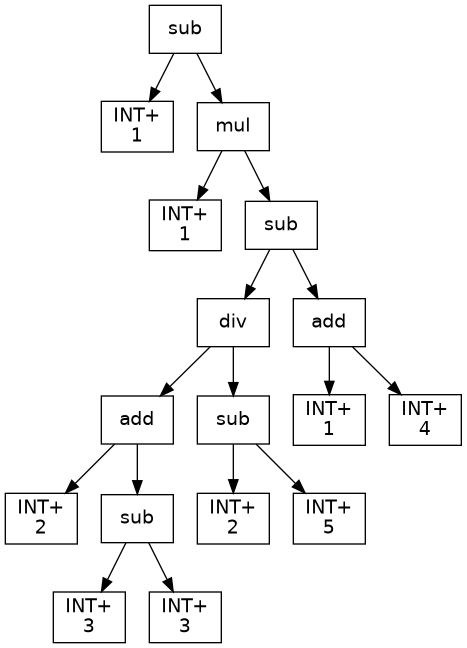 sub
INT+
1
mul
INT+
1
sub
div
add
add
sub
INT+
1
INT+
4
INT+
2
sub
INT+
2
INT+
5
INT+
3
INT+
3